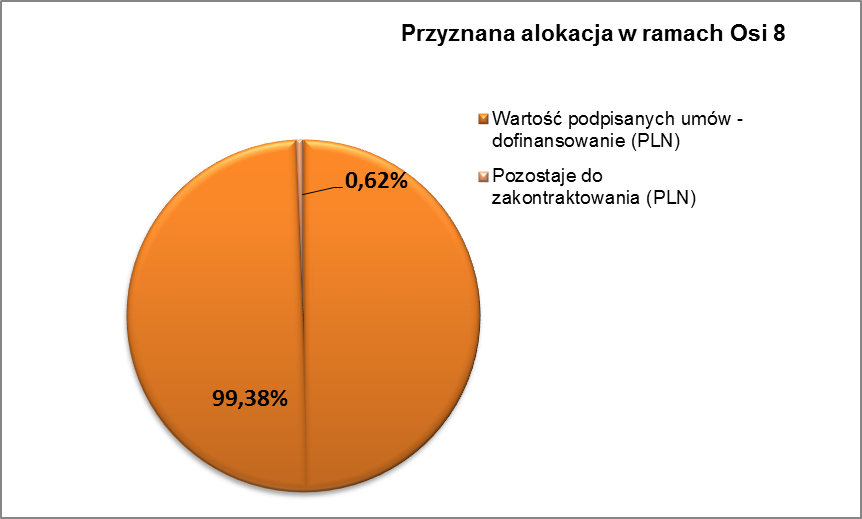 Przyznana alokacja w ramach Osi 8
Wartość podpisanych umów -
dofinansowanie (PLN)
Pozostaje do
zakontraktowania (PLN)
0,62%
99,38%